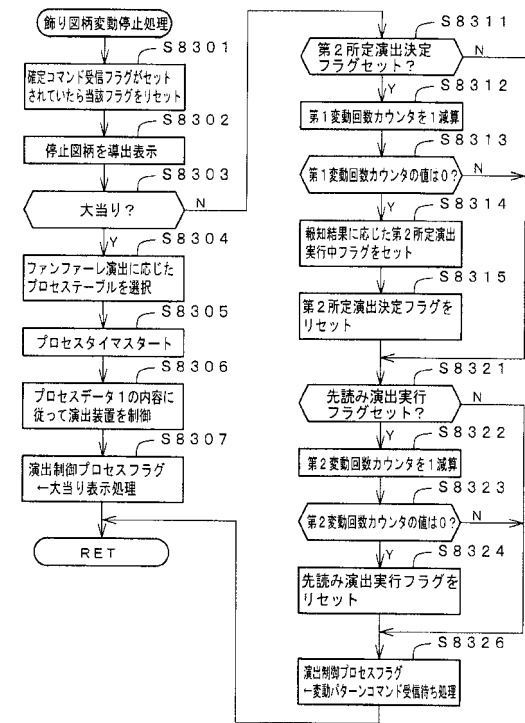 飾り図柄変動停止処理
S8301
確定コマンド受信フラグがセット
されていたら当該フラグをリセット
S8302
停止図柄を導出表示
S8303
大当り?
N
Y
S8304
ファンファーレ演出に応じた
プロセステーブルを選択
S8305
プロセスタイマスタート
S8306
プロセスデータ1の内容に
従って演出装置を制御
S8307
演出制御プロセスフラグ
←大当り表示処理
RET
S8311
第2所定演出決定
フラグセット?
N
Y
S8312
第1変動回数カウンタを1減算
S8313
第1変動回数カウンタの値は0?
N
Y
S8314
報知結果に応じた第2所定演出
実行中フラグをセット
S8315
第2所定演出決定フラグを
リセット
S8321
先読み演出実行
フラグセット?
N
Y
S8322
第2変動回数カウンタを1減算
S8323
第2変動回数カウンタの値は0?
N
Y
S8324
先読み演出実行フラグを
リセット
S8326
演出制御プロセスフラグ
←変動パターンコマンド受信待ち処理